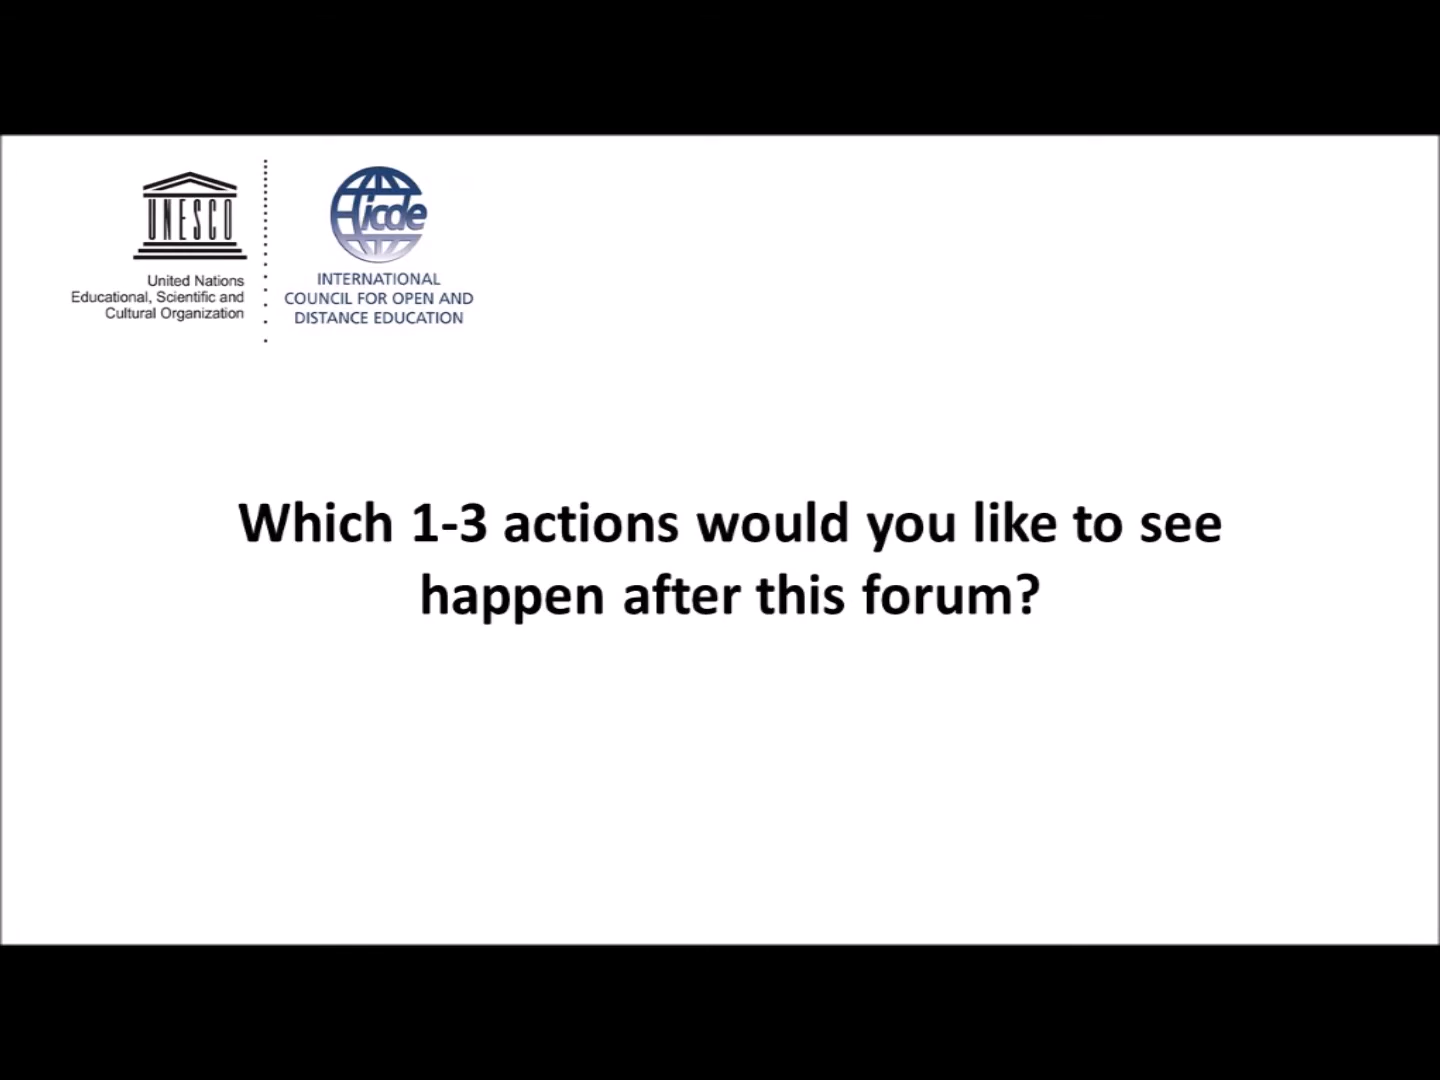 UNESCO
United Nations
Educational, Scientific and
Cultural Organization
icde
INTERNATIONAL
COUNCIL FOR OPEN AND
DISTANCE EDUCATION
Which 1-3 actions would you like to see
happen after this forum?